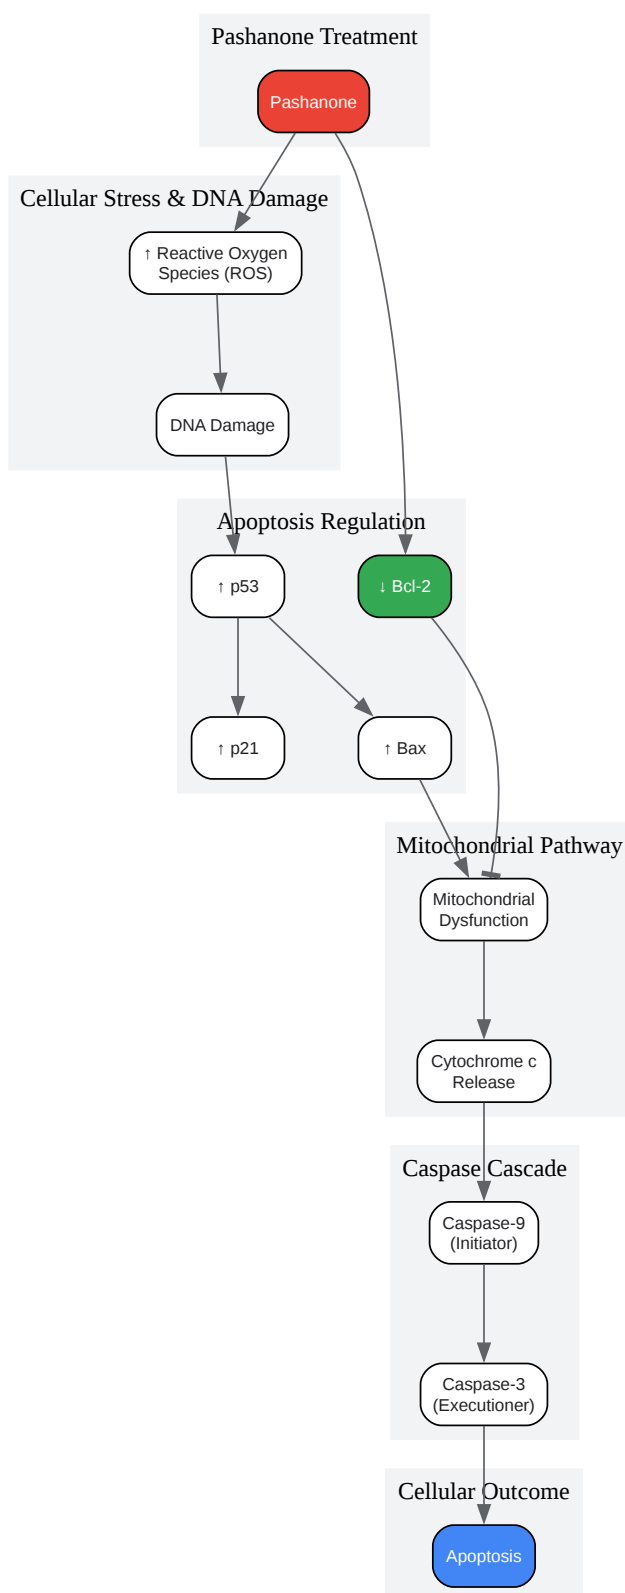 Pashanone Treatment
Pashanone
Cellular Stress & DNA Damage
↑ Reactive Oxygen
Species (ROS)
DNA Damage
Apoptosis Regulation
↑ p53
↓ Bcl-2
↑ p21
↑ Bax
Mitochondrial Pathway
Mitochondrial
Dysfunction
Cytochrome c
Release
Caspase Cascade
Caspase-9
(Initiator)
Caspase-3
(Executioner)
Cellular Outcome
Apoptosis